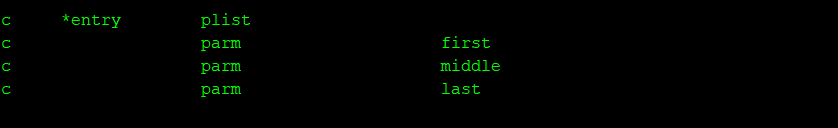 c     *entry        plist
c                   parm                    first
c                   parm                    middle
c                   parm                    last